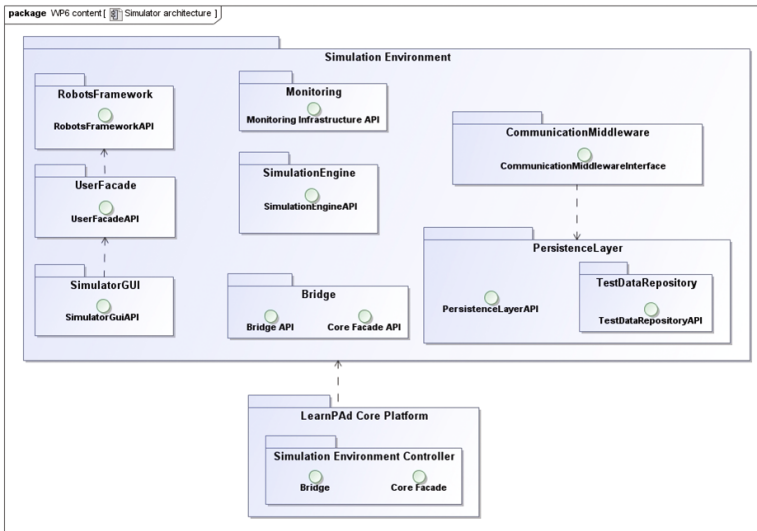 package WP6 content [ Simulator architecture ]
Simulation Environment
RobotsFramework
RobotsFrameworkAPI
Monitoring
Monitoring Infrastructure API
CommunicationMiddleware
CommunicationMiddlewareInterface
UserFacade
UserFacadeAPI
SimulationEngine
SimulationEngineAPI
PersistenceLayer
PersistenceLayerAPI
TestDataRepository
TestDataRepositoryAPI
SimulatorGUI
SimulatorGuiAPI
Bridge
Bridge API
Core Facade API
LearnPAd Core Platform
Simulation Environment Controller
Bridge
Core Facade